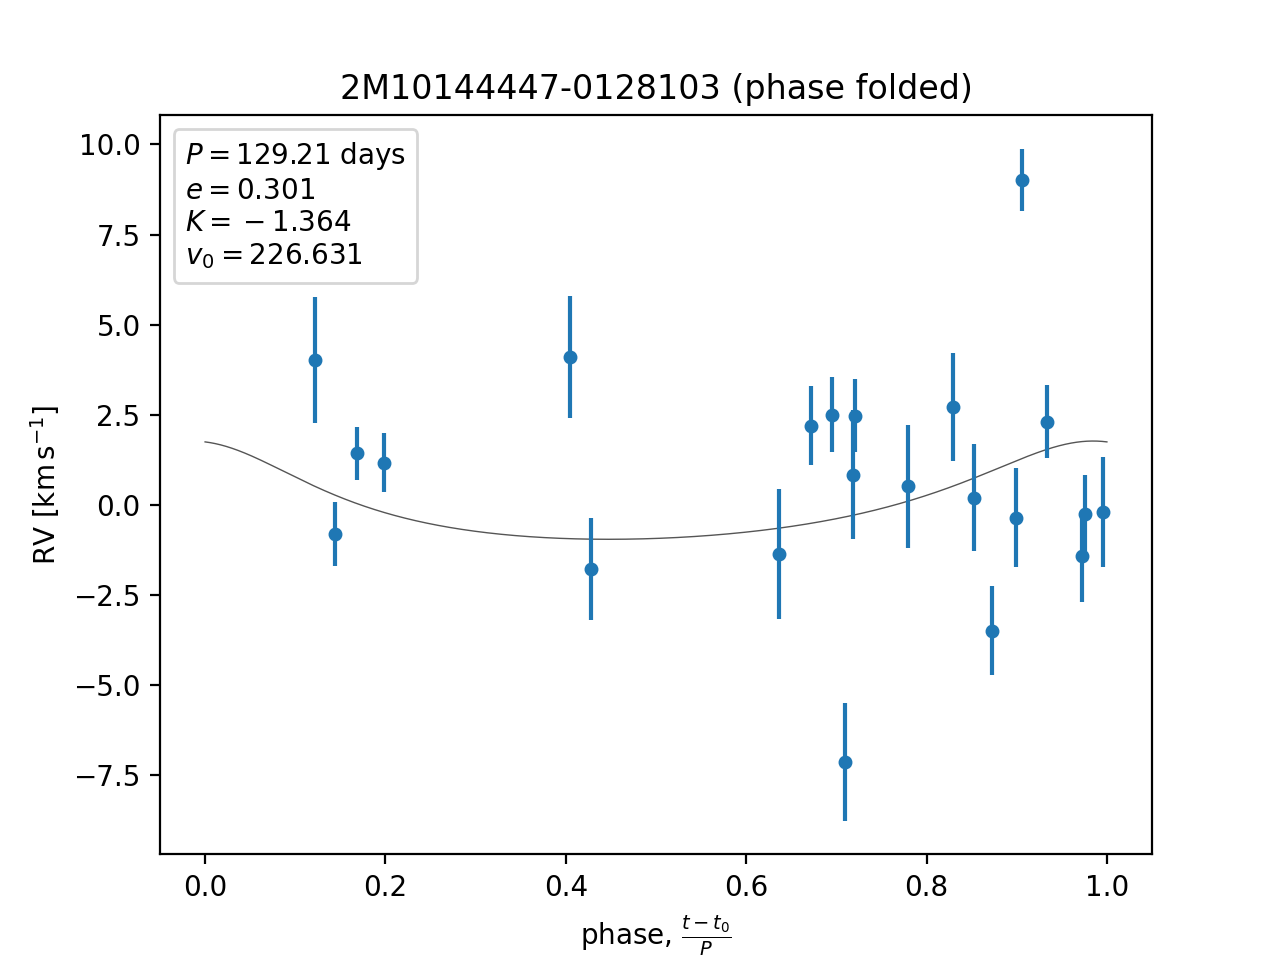 2M10144447-0128103 (phase folded)
P = 129.21 days
e = 0.301
K = −1.364
v₀ = 226.631
10.0
7.5
5.0
2.5
0.0
−2.5
−5.0
−7.5
RV [km s⁻¹]
0.0 0.2 0.4 0.6 0.8 1.0
phase, (t − t₀)/P